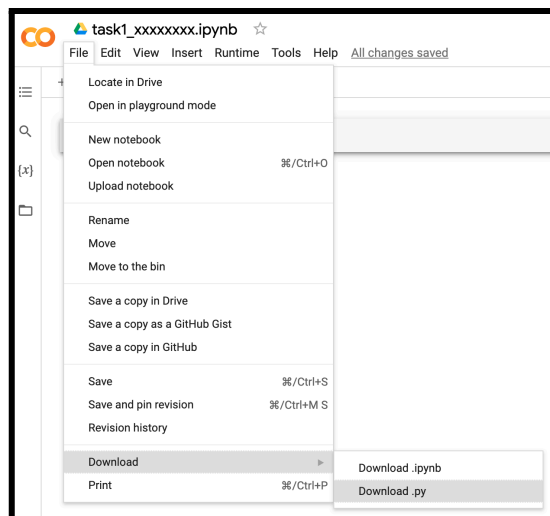 CO task1_xxxxxxxx.ipynb ☆
File Edit View Insert Runtime Tools Help All changes saved
+
Locate in Drive
Open in playground mode
New notebook
{x}
Open notebook ⌘/Ctrl+O
Upload notebook
Rename
Move
Move to the bin
Save a copy in Drive
Save a copy as a GitHub Gist
Save a copy in GitHub
Save ⌘/Ctrl+S
Save and pin revision ⌘/Ctrl+M S
Revision history
Download ▶
Download .ipynb
Print ⌘/Ctrl+P
Download .py